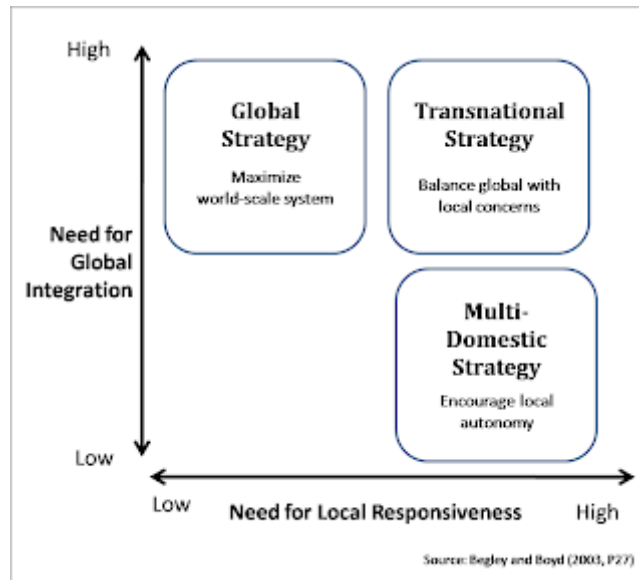 High
Global
Strategy
Maximize
world-scale system
Transnational
Strategy
Balance global with
local concerns
Need for
Global
Integration
Multi-
Domestic
Strategy
Encourage local
autonomy
Low
Low
Need for Local Responsiveness
High
Source: Begley and Boyd (2003, P27)